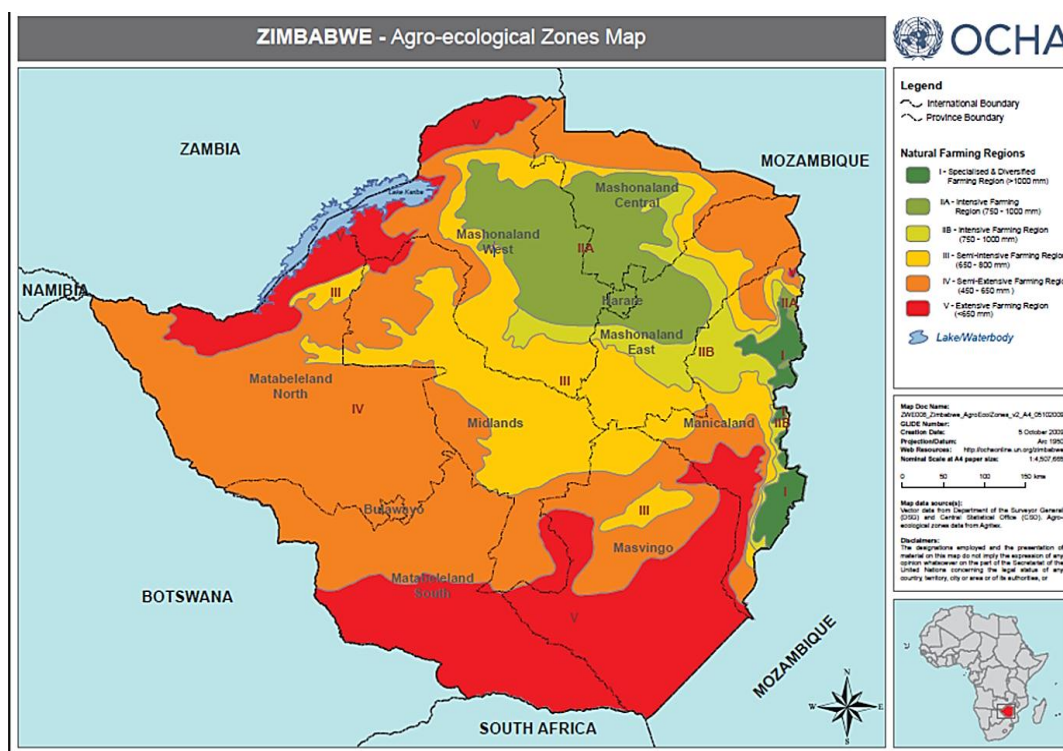 ZIMBABWE - Agro-ecological Zones Map
OCHA
ZAMBIA
MOZAMBIQUE
NAMIBIA
BOTSWANA
SOUTH AFRICA
MOZAMBIQUE
Lake Kariba
V
V
Mashonaland
Central
Mashonaland
West
IIA
Harare
Mashonaland
East
IIB
V
IIA
I
III
III
IV
Matabeleland
North
Midlands
Manicaland
IIB
I
Bulawayo
III
Masvingo
Matabeleland
South
V
N
W
E
S
Legend
International Boundary
Province Boundary
Natural Farming Regions
I - Specialised & Diversified
Farming Region (>1000 mm)
IIA - Intensive Farming
Region (750 - 1000 mm)
IIB - Intensive Farming Region
(750 - 1000 mm)
III - Semi-Intensive Farming Region
(650 - 800 mm)
IV - Semi-Extensive Farming Regio
(450 - 650 mm)
V - Extensive Farming Region
(<650 mm)
Lake/Waterbody
Map Doc Name:
GLIDE Number:
Creation Date: 5 October 2009
Projection/Datum: Arc 1950
Web Resources:
Nominal Scale at A4 paper size:
0 50 100 150 kms
Map data source(s):
Vector data from Department of the Surveyor General
(DSG) and Central Statistical Office (CSO). Agro-
ecological zones data from Agritex.
Disclaimers:
The designations employed and the presentation of
material on this map do not imply the expression of any
opinion whatsoever on the part of the Secretariat of the
United Nations concerning the legal status of any
country, territory, city or area or of its authorities, or